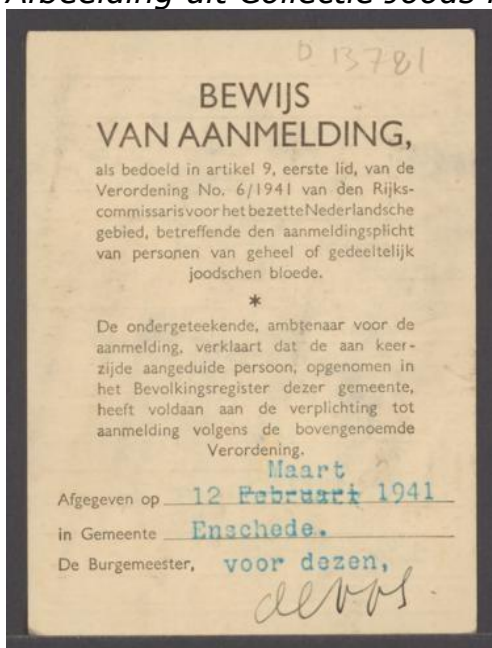 Afbeelding uit Collectie Joods
D 13781
BEWIJS
VAN AANMELDING,
als bedoeld in artikel 9, eerste lid, van de
Verordening No. 6/1941 van den Rijks-
commissaris voor het bezette Nederlandsche
gebied, betreffende den aanmeldingsplicht
van personen van geheel of gedeeltelijk
joodschen bloede.
*
De ondergeteekende, ambtenaar voor de
aanmelding, verklaart dat de aan keer-
zijde aangeduide persoon, opgenomen in
het Bevolkingsregister dezer gemeente,
heeft voldaan aan de verplichting tot
aanmelding volgens de bovengenoemde
Verordening.
Maart
Afgegeven op 12 Februari 1941
in Gemeente Enschede.
De Burgemeester, voor dezen,